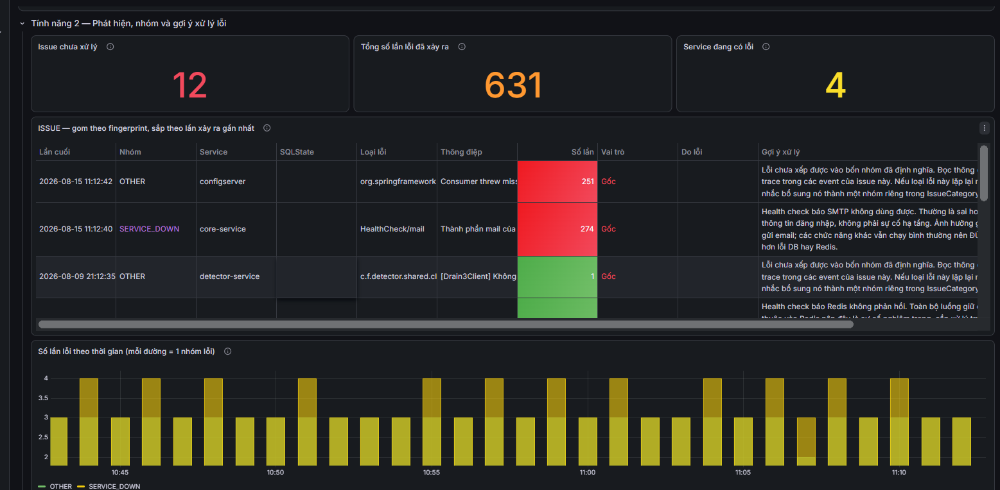 Tính năng 2 — Phát hiện, nhóm và gợi ý xử lý lỗi
Issue chưa xử lý
Tổng số lần lỗi đã xảy ra
Service đang có lỗi
12
631
4
ISSUE — gom theo fingerprint, sắp theo lần xảy ra gần nhất
Lần cuối Nhóm Service SQLState Loại lỗi Thông điệp Số lần Vai trò Do lỗi Gợi ý xử lý
2026-08-15 11:12:42 OTHER configserver org.springframework Consumer threw miss 251 Gốc
Lỗi chưa xếp được vào bốn nhóm đã định nghĩa. Đọc thông
trace trong các event của issue này. Nếu loại lỗi này lặp lại
nhắc bổ sung nó thành một nhóm riêng trong IssueCategory
2026-08-15 11:12:40 SERVICE_DOWN core-service HealthCheck/mail Thành phần mail của 274 Gốc
Health check báo SMTP không dùng được. Thường là sai ho
thông tin đăng nhập, không phải sự cố hạ tầng. Ảnh hưởng
gửi email; các chức năng khác vẫn chạy bình thường nên
hơn lỗi DB hay Redis.
2026-08-09 21:12:35 OTHER detector-service c.f.detector.shared.cl [Drain3Client] Không 1 Gốc
Lỗi chưa xếp được vào bốn nhóm đã định nghĩa. Đọc thông
trace trong các event của issue này. Nếu loại lỗi này lặp lại
nhắc bổ sung nó thành một nhóm riêng trong IssueCategory
Health check báo Redis không phản hồi. Toàn bộ luồng giữ
Số lần lỗi theo thời gian (mỗi đường = 1 nhóm lỗi)
4
3.5
3
2.5
2
10:45 10:50 10:55 11:00 11:05 11:10
OTHER SERVICE_DOWN